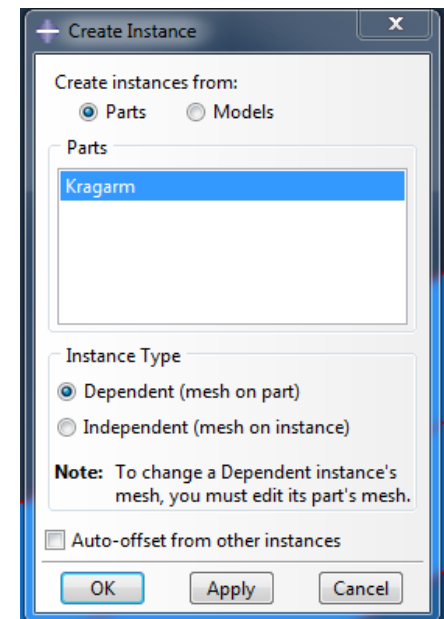 Create Instance
x
Create instances from:
Parts Models
Parts
Kragarm
Instance Type
Dependent (mesh on part)
Independent (mesh on instance)
Note: To change a Dependent instance's
mesh, you must edit its part's mesh.
Auto-offset from other instances
OK Apply Cancel